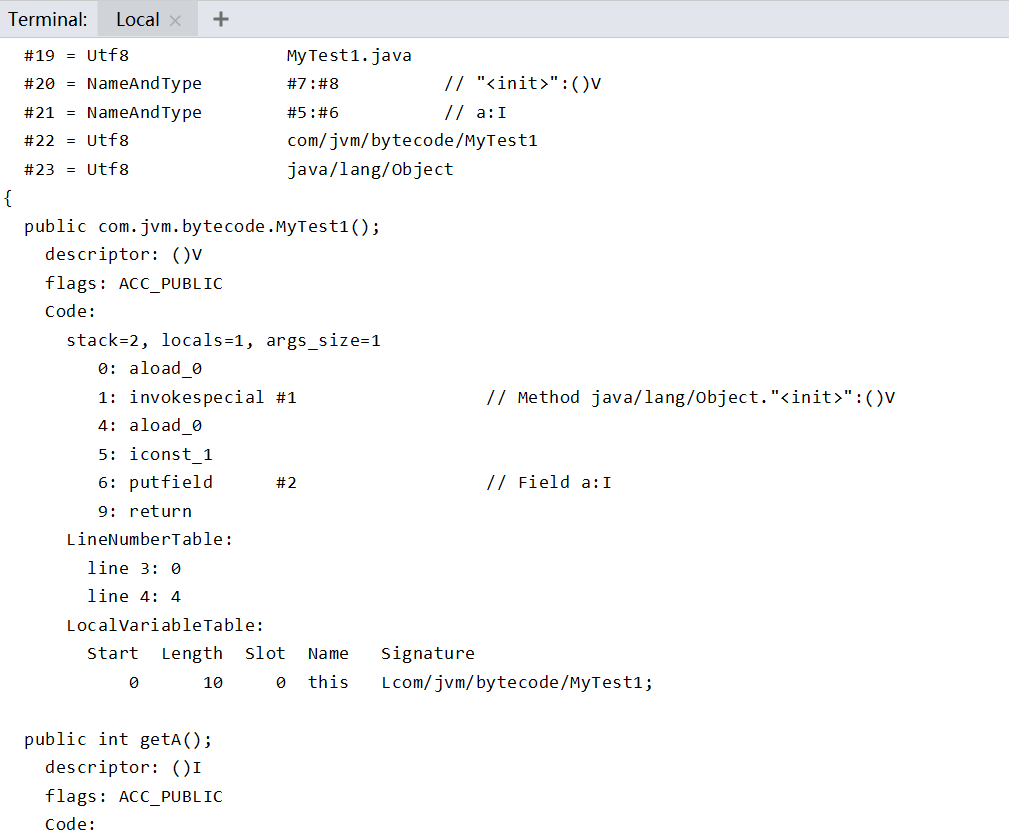 Terminal: Local × +
#19 = Utf8               MyTest1.java
#20 = NameAndType        #7:#8          // "<init>":()V
#21 = NameAndType        #5:#6          // a:I
#22 = Utf8               com/jvm/bytecode/MyTest1
#23 = Utf8               java/lang/Object
{
  public com.jvm.bytecode.MyTest1();
    descriptor: ()V
    flags: ACC_PUBLIC
    Code:
      stack=2, locals=1, args_size=1
         0: aload_0
         1: invokespecial #1                  // Method java/lang/Object."<init>":()V
         4: aload_0
         5: iconst_1
         6: putfield      #2                  // Field a:I
         9: return
      LineNumberTable:
        line 3: 0
        line 4: 4
      LocalVariableTable:
        Start  Length  Slot  Name   Signature
            0      10     0  this   Lcom/jvm/bytecode/MyTest1;
  public int getA();
    descriptor: ()I
    flags: ACC_PUBLIC
    Code: